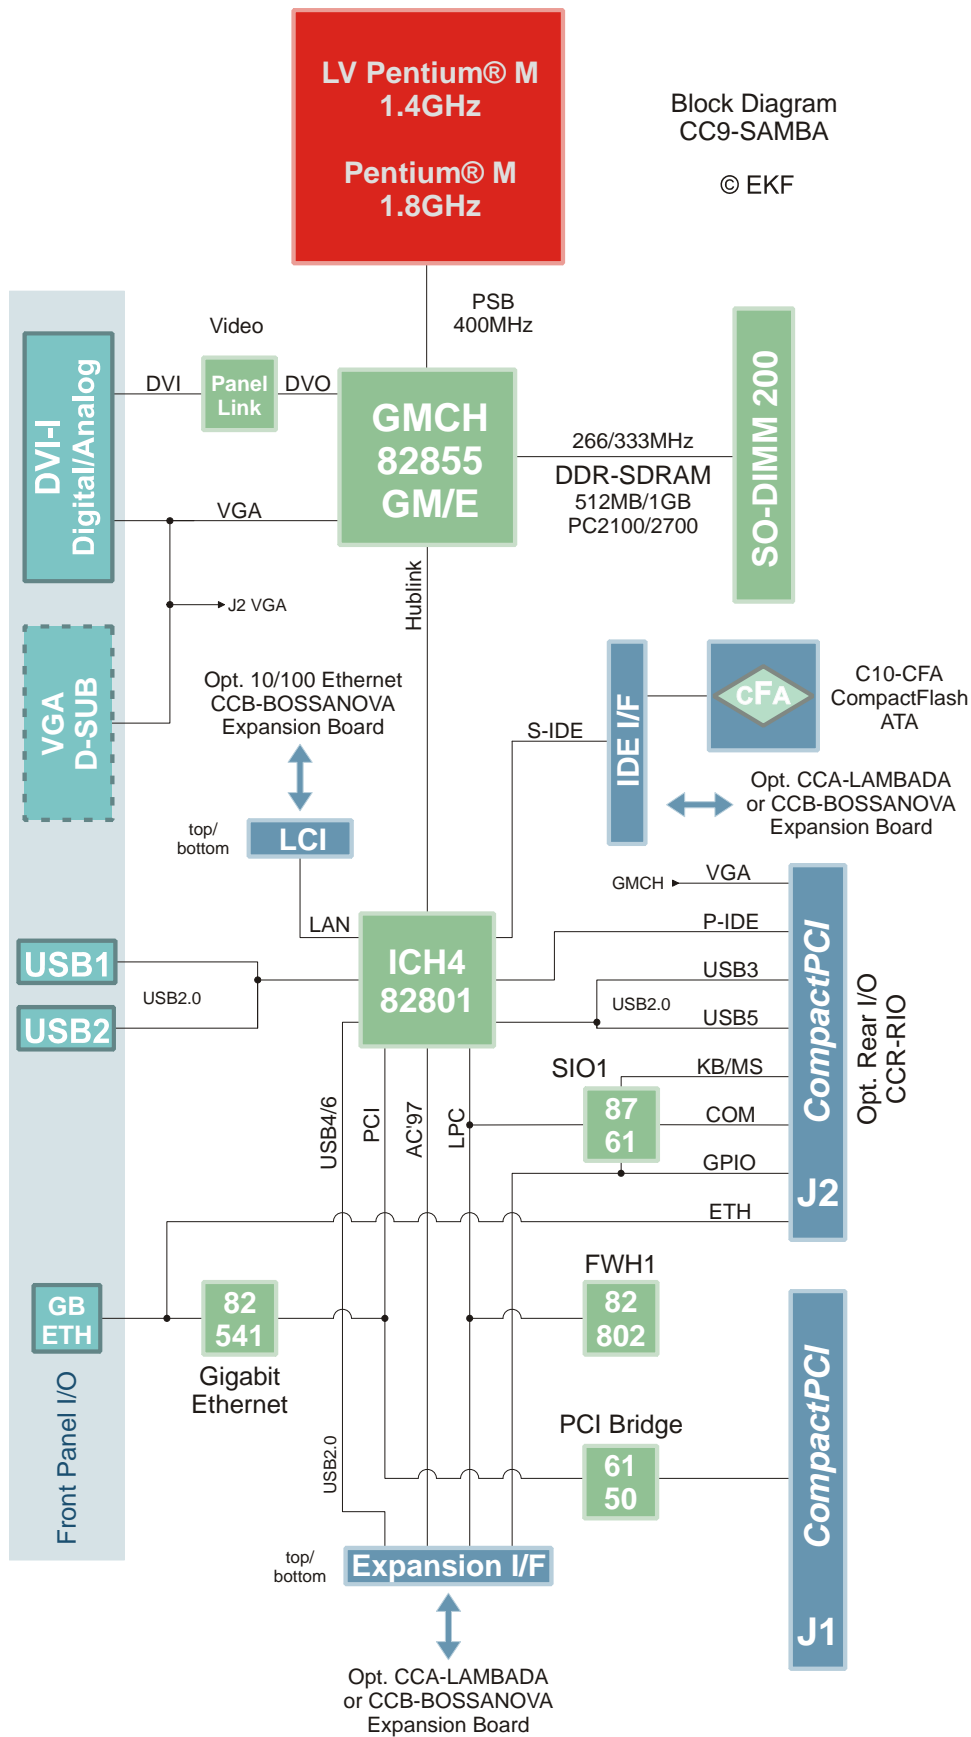 LV Pentium® M
1.4GHz
Pentium® M
1.8GHz
Block Diagram
CC9-SAMBA
© EKF
PSB
400MHz
Video
DVI-I
Digital/Analog
DVI
Panel
Link
DVO
GMCH
82855
GM/E
266/333MHz
DDR-SDRAM
512MB/1GB
PC2100/2700
SO-DIMM 200
VGA
Hublink
J2 VGA
VGA
D-SUB
Opt. 10/100 Ethernet
CCB-BOSSANOVA
Expansion Board
S-IDE
IDE I/F
CFA
C10-CFA
CompactFlash
ATA
Opt. CCA-LAMBADA
or CCB-BOSSANOVA
Expansion Board
top/
bottom
LCI
LAN
GMCH
VGA
P-IDE
USB3
USB2.0
USB5
KB/MS
COM
GPIO
ETH
CompactPCI
J2
Opt. Rear I/O
CCR-RIO
ICH4
82801
USB1
USB2.0
USB2
SIO1
87
61
USB4/6
PCI
AC'97
LPC
FWH1
82
802
GB
ETH
82
541
Gigabit
Ethernet
Front Panel I/O
PCI Bridge
61
50
USB2.0
CompactPCI
J1
top/
bottom
Expansion I/F
Opt. CCA-LAMBADA
or CCB-BOSSANOVA
Expansion Board